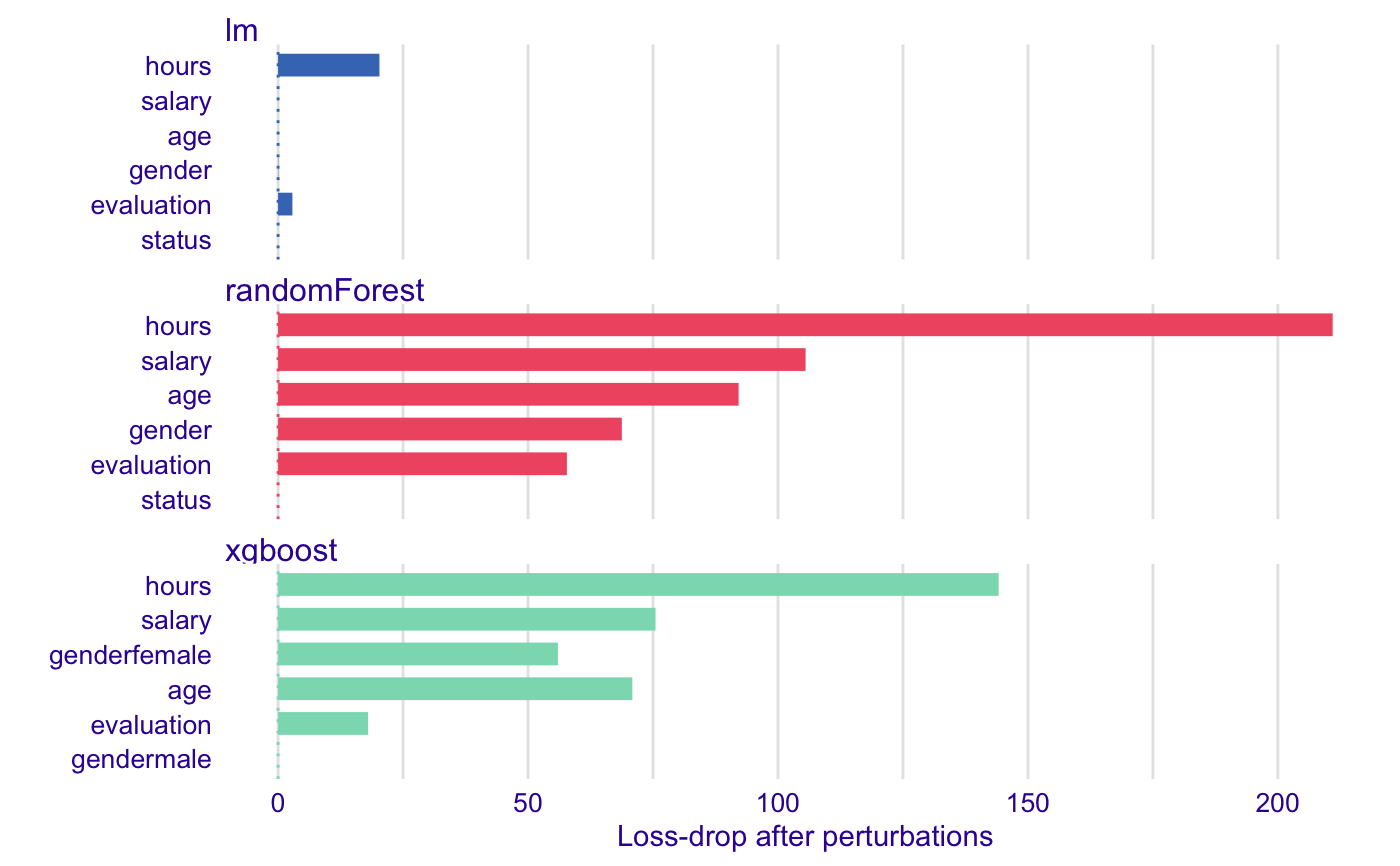 lm
hours
salary
age
gender
evaluation
status
randomForest
hours
salary
age
gender
evaluation
status
xgboost
hours
salary
genderfemale
age
evaluation
gendermale
0 50 100 150 200
Loss-drop after perturbations